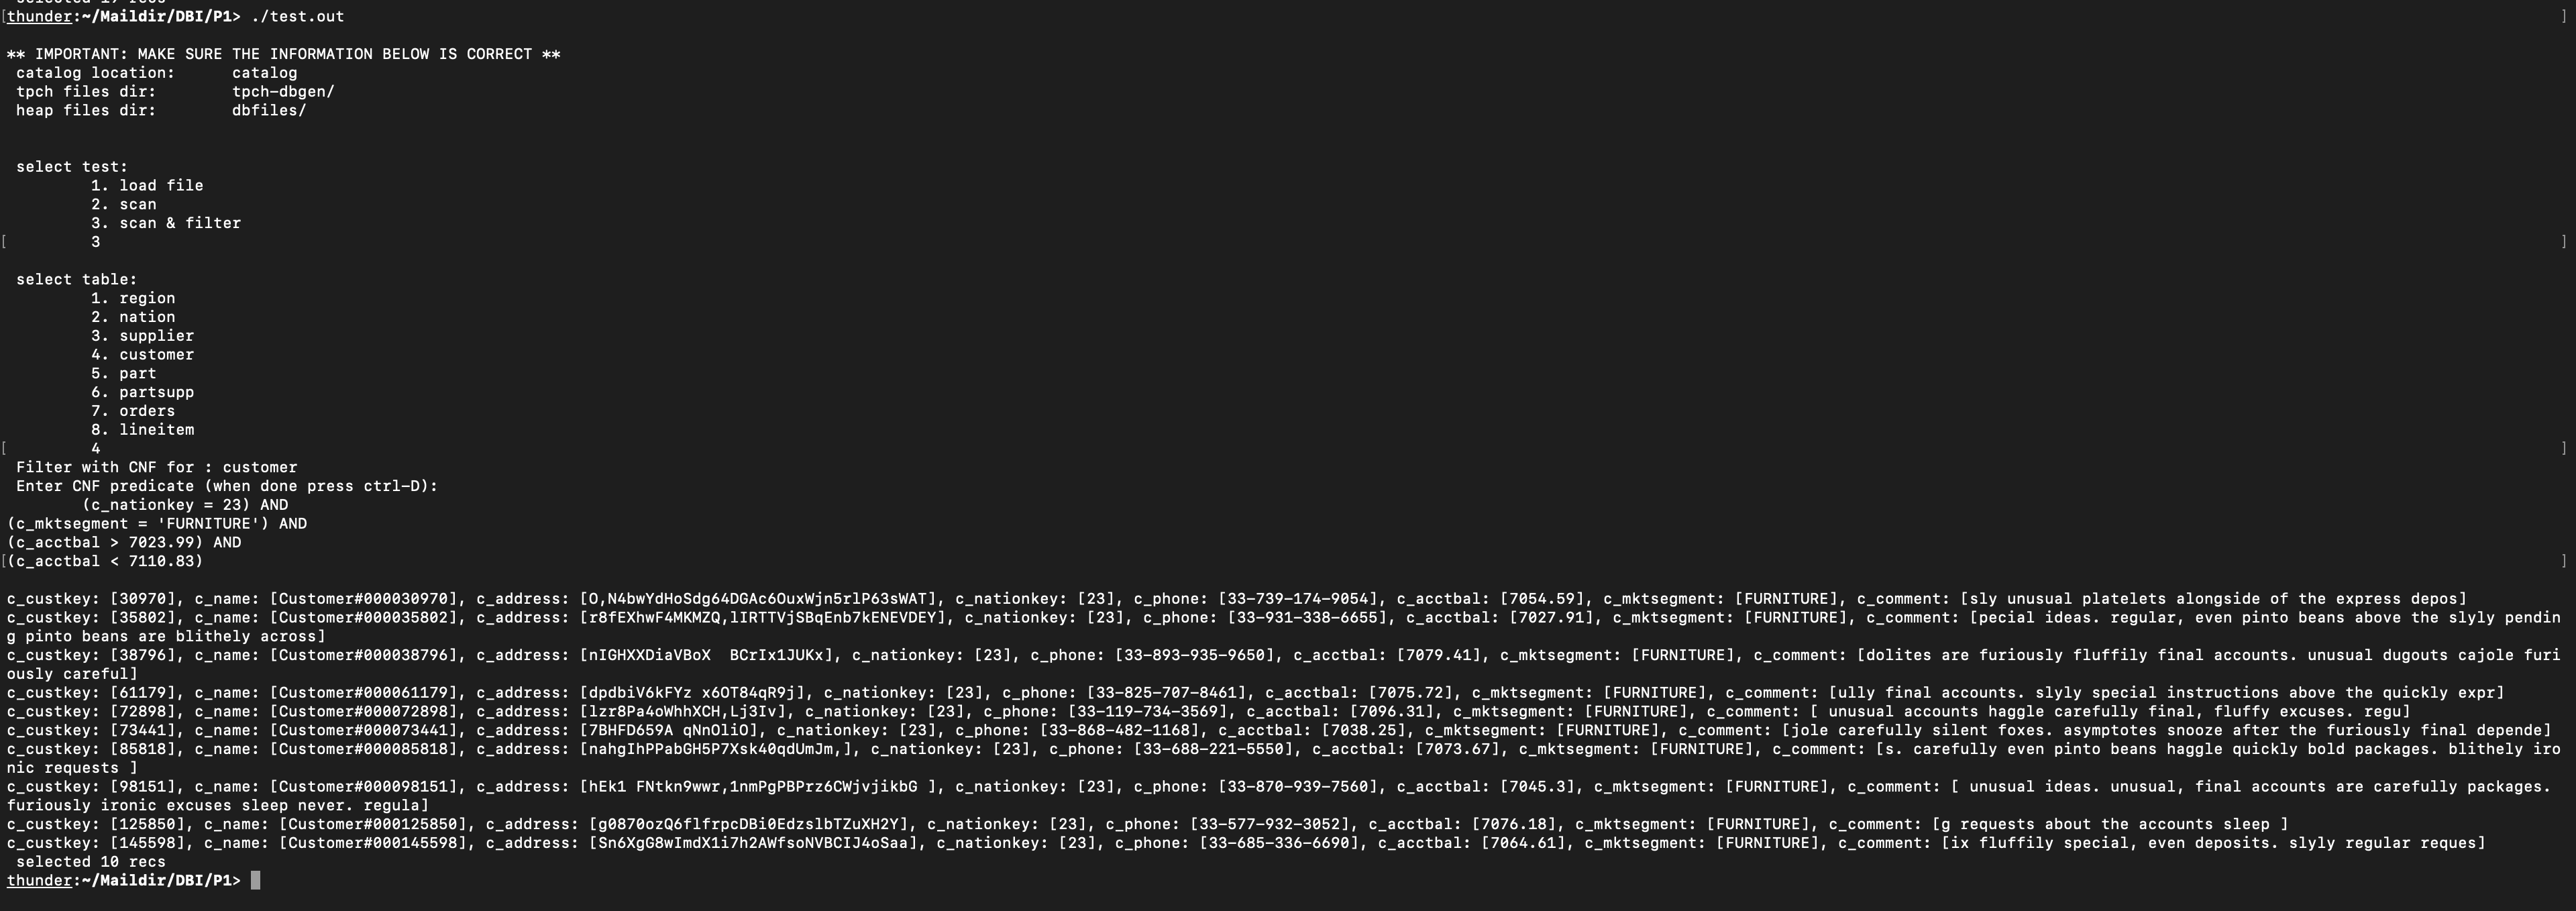 selected 19 recs
[thunder:~/Maildir/DBI/P1> ./test.out ]
** IMPORTANT: MAKE SURE THE INFORMATION BELOW IS CORRECT **
catalog location: catalog
tpch files dir: tpch-dbgen/
heap files dir: dbfiles/
select test:
1. load file
2. scan
3. scan & filter
[ 3 ]
select table:
1. region
2. nation
3. supplier
4. customer
5. part
6. partsupp
7. orders
8. lineitem
[ 4 ]
Filter with CNF for : customer
Enter CNF predicate (when done press ctrl-D):
(c_nationkey = 23) AND
(c_mktsegment = 'FURNITURE') AND
(c_acctbal > 7023.99) AND
[(c_acctbal < 7110.83) ]
c_custkey: [30970], c_name: [Customer#000030970], c_address: [O,N4bwYdHoSdg64DGAc6OuxWjn5rlP63sWAT], c_nationkey: [23], c_phone: [33-739-174-9054], c_acctbal: [7054.59], c_mktsegment: [FURNITURE], c_comment: [sly unusual platelets alongside of the express depos]
c_custkey: [35802], c_name: [Customer#000035802], c_address: [r8fEXhwF4MKMZQ,lIRTTVjSBqEnb7kENEVDEY], c_nationkey: [23], c_phone: [33-931-338-6655], c_acctbal: [7027.91], c_mktsegment: [FURNITURE], c_comment: [pecial ideas. regular, even pinto beans above the slyly pendin
g pinto beans are blithely across]
c_custkey: [38796], c_name: [Customer#000038796], c_address: [nIGHXXDiaVBoX  BCrIx1JUKx], c_nationkey: [23], c_phone: [33-893-935-9650], c_acctbal: [7079.41], c_mktsegment: [FURNITURE], c_comment: [dolites are furiously fluffily final accounts. unusual dugouts cajole furi
ously careful]
c_custkey: [61179], c_name: [Customer#000061179], c_address: [dpdbiV6kFYz x6OT84qR9j], c_nationkey: [23], c_phone: [33-825-707-8461], c_acctbal: [7075.72], c_mktsegment: [FURNITURE], c_comment: [ully final accounts. slyly special instructions above the quickly expr]
c_custkey: [72898], c_name: [Customer#000072898], c_address: [lzr8Pa4oWhhXCH,Lj3Iv], c_nationkey: [23], c_phone: [33-119-734-3569], c_acctbal: [7096.31], c_mktsegment: [FURNITURE], c_comment: [ unusual accounts haggle carefully final, fluffy excuses. regu]
c_custkey: [73441], c_name: [Customer#000073441], c_address: [7BHFD659A qNnOliO], c_nationkey: [23], c_phone: [33-868-482-1168], c_acctbal: [7038.25], c_mktsegment: [FURNITURE], c_comment: [jole carefully silent foxes. asymptotes snooze after the furiously final depende]
c_custkey: [85818], c_name: [Customer#000085818], c_address: [nahgIhPPabGH5P7Xsk40qdUmJm,], c_nationkey: [23], c_phone: [33-688-221-5550], c_acctbal: [7073.67], c_mktsegment: [FURNITURE], c_comment: [s. carefully even pinto beans haggle quickly bold packages. blithely iro
nic requests ]
c_custkey: [98151], c_name: [Customer#000098151], c_address: [hEk1 FNtkn9wwr,1nmPgPBPrz6CWjvjikbG ], c_nationkey: [23], c_phone: [33-870-939-7560], c_acctbal: [7045.3], c_mktsegment: [FURNITURE], c_comment: [ unusual ideas. unusual, final accounts are carefully packages.
furiously ironic excuses sleep never. regula]
c_custkey: [125850], c_name: [Customer#000125850], c_address: [g0870ozQ6flfrpcDBi0EdzslbTZuXH2Y], c_nationkey: [23], c_phone: [33-577-932-3052], c_acctbal: [7076.18], c_mktsegment: [FURNITURE], c_comment: [g requests about the accounts sleep ]
c_custkey: [145598], c_name: [Customer#000145598], c_address: [Sn6XgG8wImdX1i7h2AWfsoNVBCIJ4oSaa], c_nationkey: [23], c_phone: [33-685-336-6690], c_acctbal: [7064.61], c_mktsegment: [FURNITURE], c_comment: [ix fluffily special, even deposits. slyly regular reques]
selected 10 recs
thunder:~/Maildir/DBI/P1>